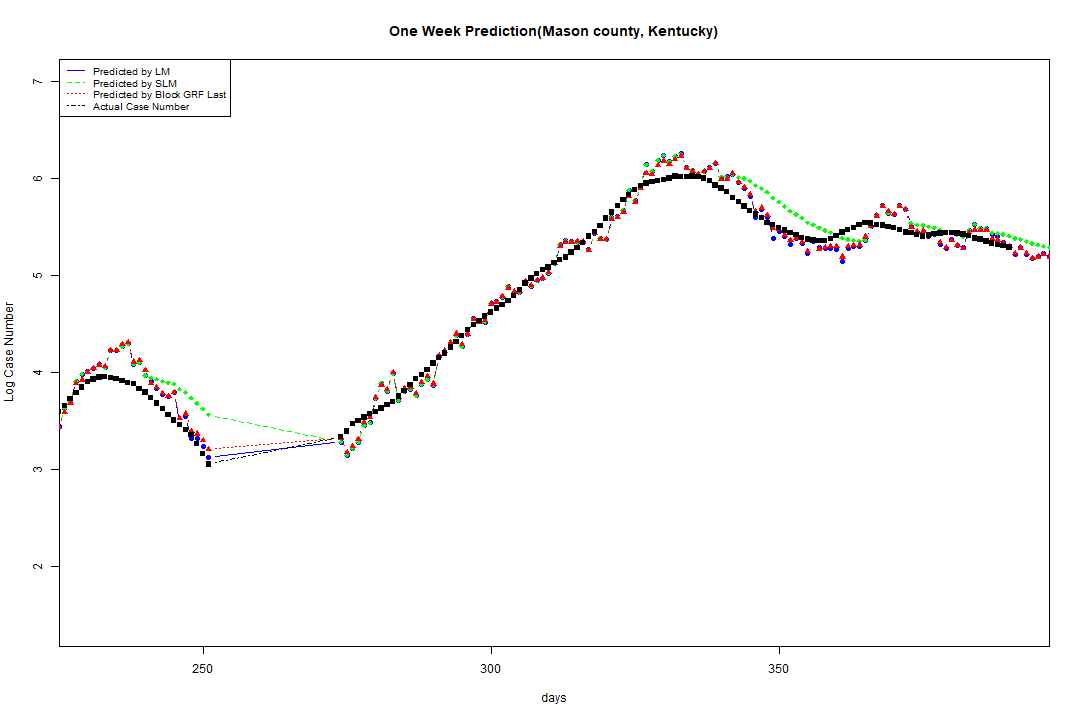 One Week Prediction(Mason county, Kentucky)
Predicted by LM
Predicted by SLM
Predicted by Block GRF Last
Actual Case Number
7
6
5
4
3
2
Log Case Number
250 300 350
days